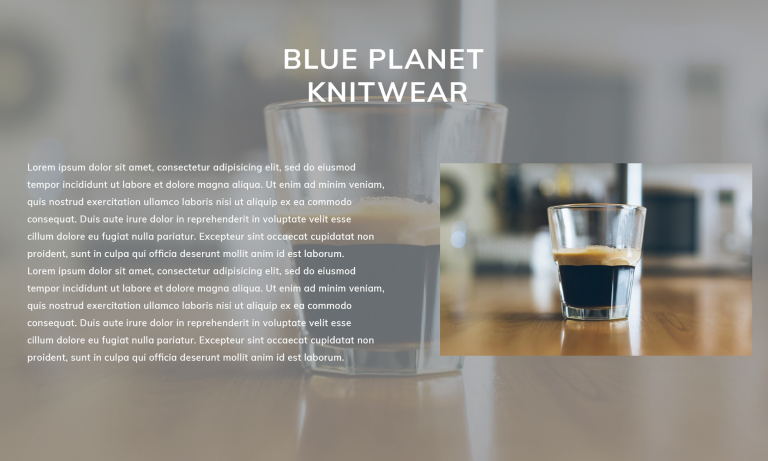 BLUE PLANET
KNITWEAR
Lorem ipsum dolor sit amet, consectetur adipisicing elit, sed do eiusmod
tempor incididunt ut labore et dolore magna aliqua. Ut enim ad minim veniam,
quis nostrud exercitation ullamco laboris nisi ut aliquip ex ea commodo
consequat. Duis aute irure dolor in reprehenderit in voluptate velit esse
cillum dolore eu fugiat nulla pariatur. Excepteur sint occaecat cupidatat non
proident, sunt in culpa qui officia deserunt mollit anim id est laborum.
Lorem ipsum dolor sit amet, consectetur adipisicing elit, sed do eiusmod
tempor incididunt ut labore et dolore magna aliqua. Ut enim ad minim veniam,
quis nostrud exercitation ullamco laboris nisi ut aliquip ex ea commodo
consequat. Duis aute irure dolor in reprehenderit in voluptate velit esse
cillum dolore eu fugiat nulla pariatur. Excepteur sint occaecat cupidatat non
proident, sunt in culpa qui officia deserunt mollit anim id est laborum.